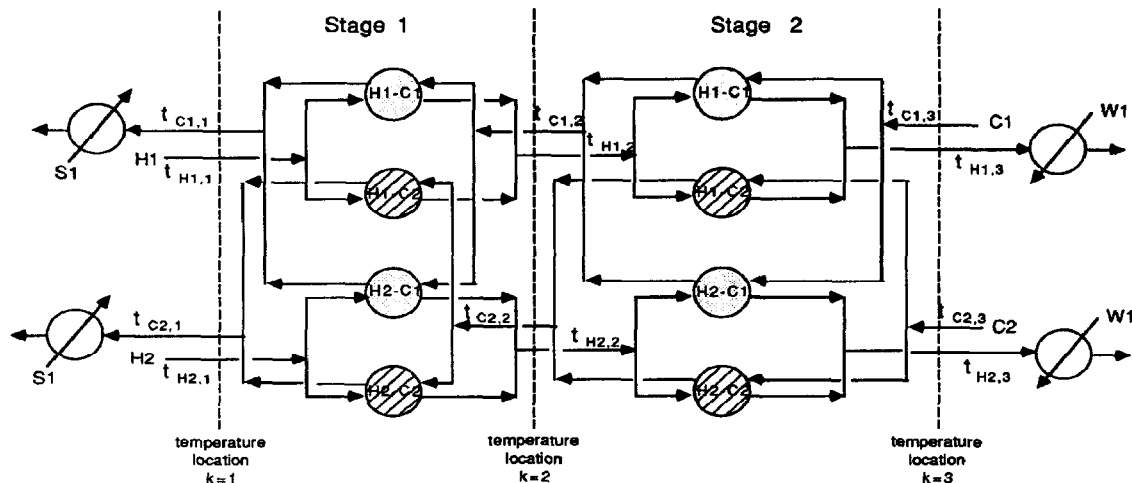 Stage 1
Stage 2
H1-C1
H1-C1
t C1,1
t C1,2
t C1,3
C1
W1
S1
H1
t H1,1
t H1,2
t H1,3
H1-C2
H1-C2
H2-C1
H2-C1
t C2,1
t C2,2
t C2,3
C2
W1
S1
H2
t H2,1
t H2,2
t H2,3
H2-C2
H2-C2
temperature
location
k=1
temperature
location
k=2
temperature
location
k=3